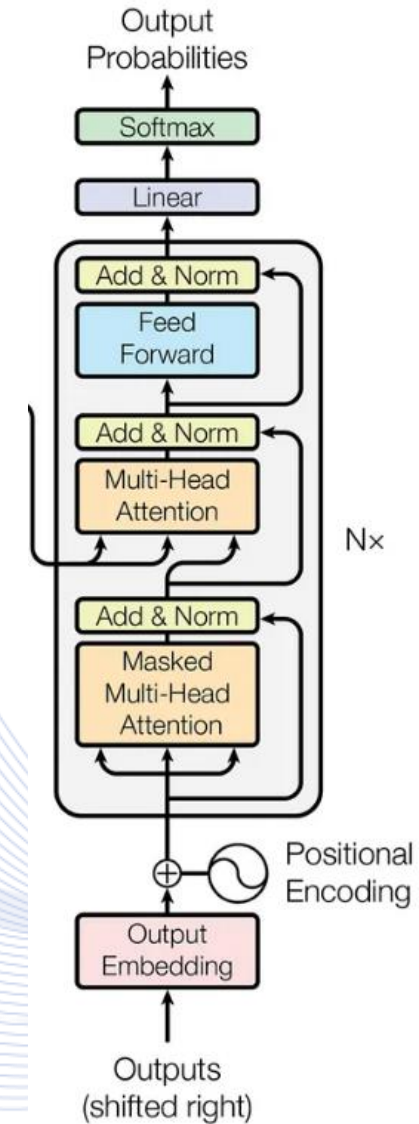 Output
Probabilities
Softmax
Linear
Add & Norm
Feed
Forward
Add & Norm
Multi-Head
Attention
N×
Add & Norm
Masked
Multi-Head
Attention
Positional
Encoding
Output
Embedding
Outputs
(shifted right)